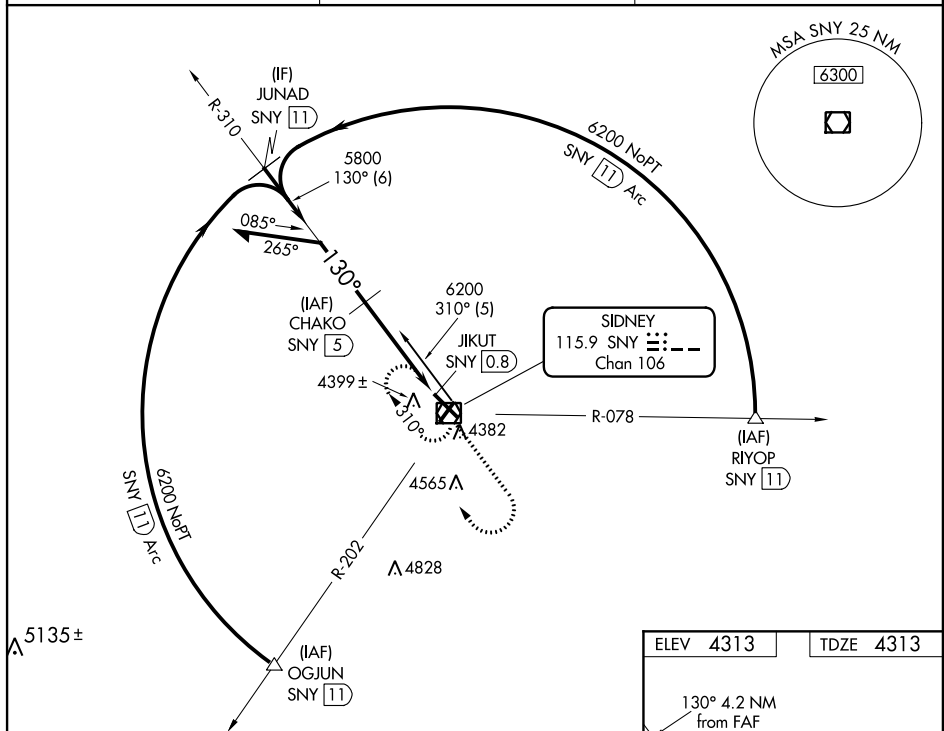 MSA SNY 25 NM
6300
(IF)
JUNAD
SNY 11
R-310
5800
130° (6)
6200 NoPT
SNY 11 Arc
085°
265°
130°
(IAF)
CHAKO
SNY 5
6200
310° (5)
JIKUT
SNY 0.8
SIDNEY
115.9 SNY
Chan 106
4399 ±
310°
4382
R-078
(IAF)
RIYOP
SNY 11
4565
6200 NoPT
SNY 11 Arc
R-202
4828
5135 ±
(IAF)
OGJUN
SNY 11
ELEV 4313
TDZE 4313
130° 4.2 NM
from FAF